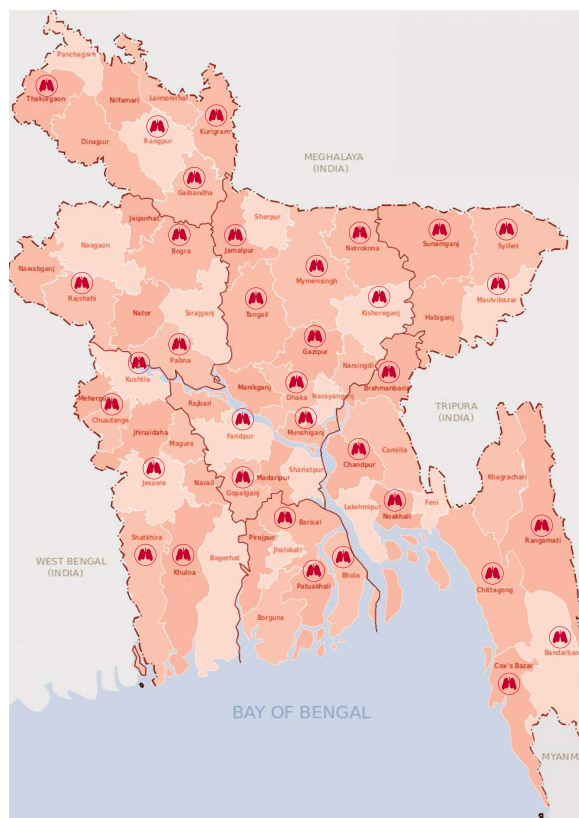 Panchagarh
Thakurgaon
Nilfamari
Lalmonirhat
Dinajpur
Rangpur
Kurigram
Gaibandha
MEGHALAYA
(INDIA)
Jaipurhat
Sherpur
Naogaon
Bogra
Jamalpur
Netrokona
Sunamganj
Sylhet
Nawabganj
Mymensingh
Rajshahi
Maulvibazar
Sirajganj
Tangail
Kishoreganj
Nator
Habiganj
Pabna
Gazipur
Narsingdi
Kushtia
Manikganj
Dhaka
Narayanganj
Brahmanbaria
Meherpur
Rajbari
TRIPURA
(INDIA)
Chuadanga
Faridpur
Munshiganj
Jhinaidaha
Magura
Chandpur
Comilla
Shariatpur
Jessore
Narail
Gopalganj
Madaripur
Khagrachari
Lakshmipur
Noakhali
Feni
Barisal
Shatkhira
Pirojpur
Rangamati
Jhalokati
Bagerhat
WEST BENGAL
(INDIA)
Khulna
Patuakhali
Bhola
Chittagong
Borguna
Bandarban
Cox's Bazar
BAY OF BENGAL
MYANM